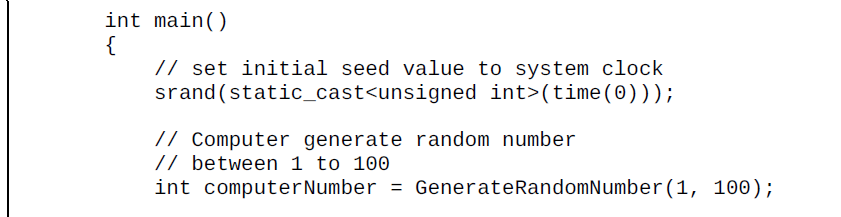 int main()
{
// set initial seed value to system clock
srand(static_cast<unsigned int>(time(0)));
// Computer generate random number
// between 1 to 100
int computerNumber = GenerateRandomNumber(1, 100);